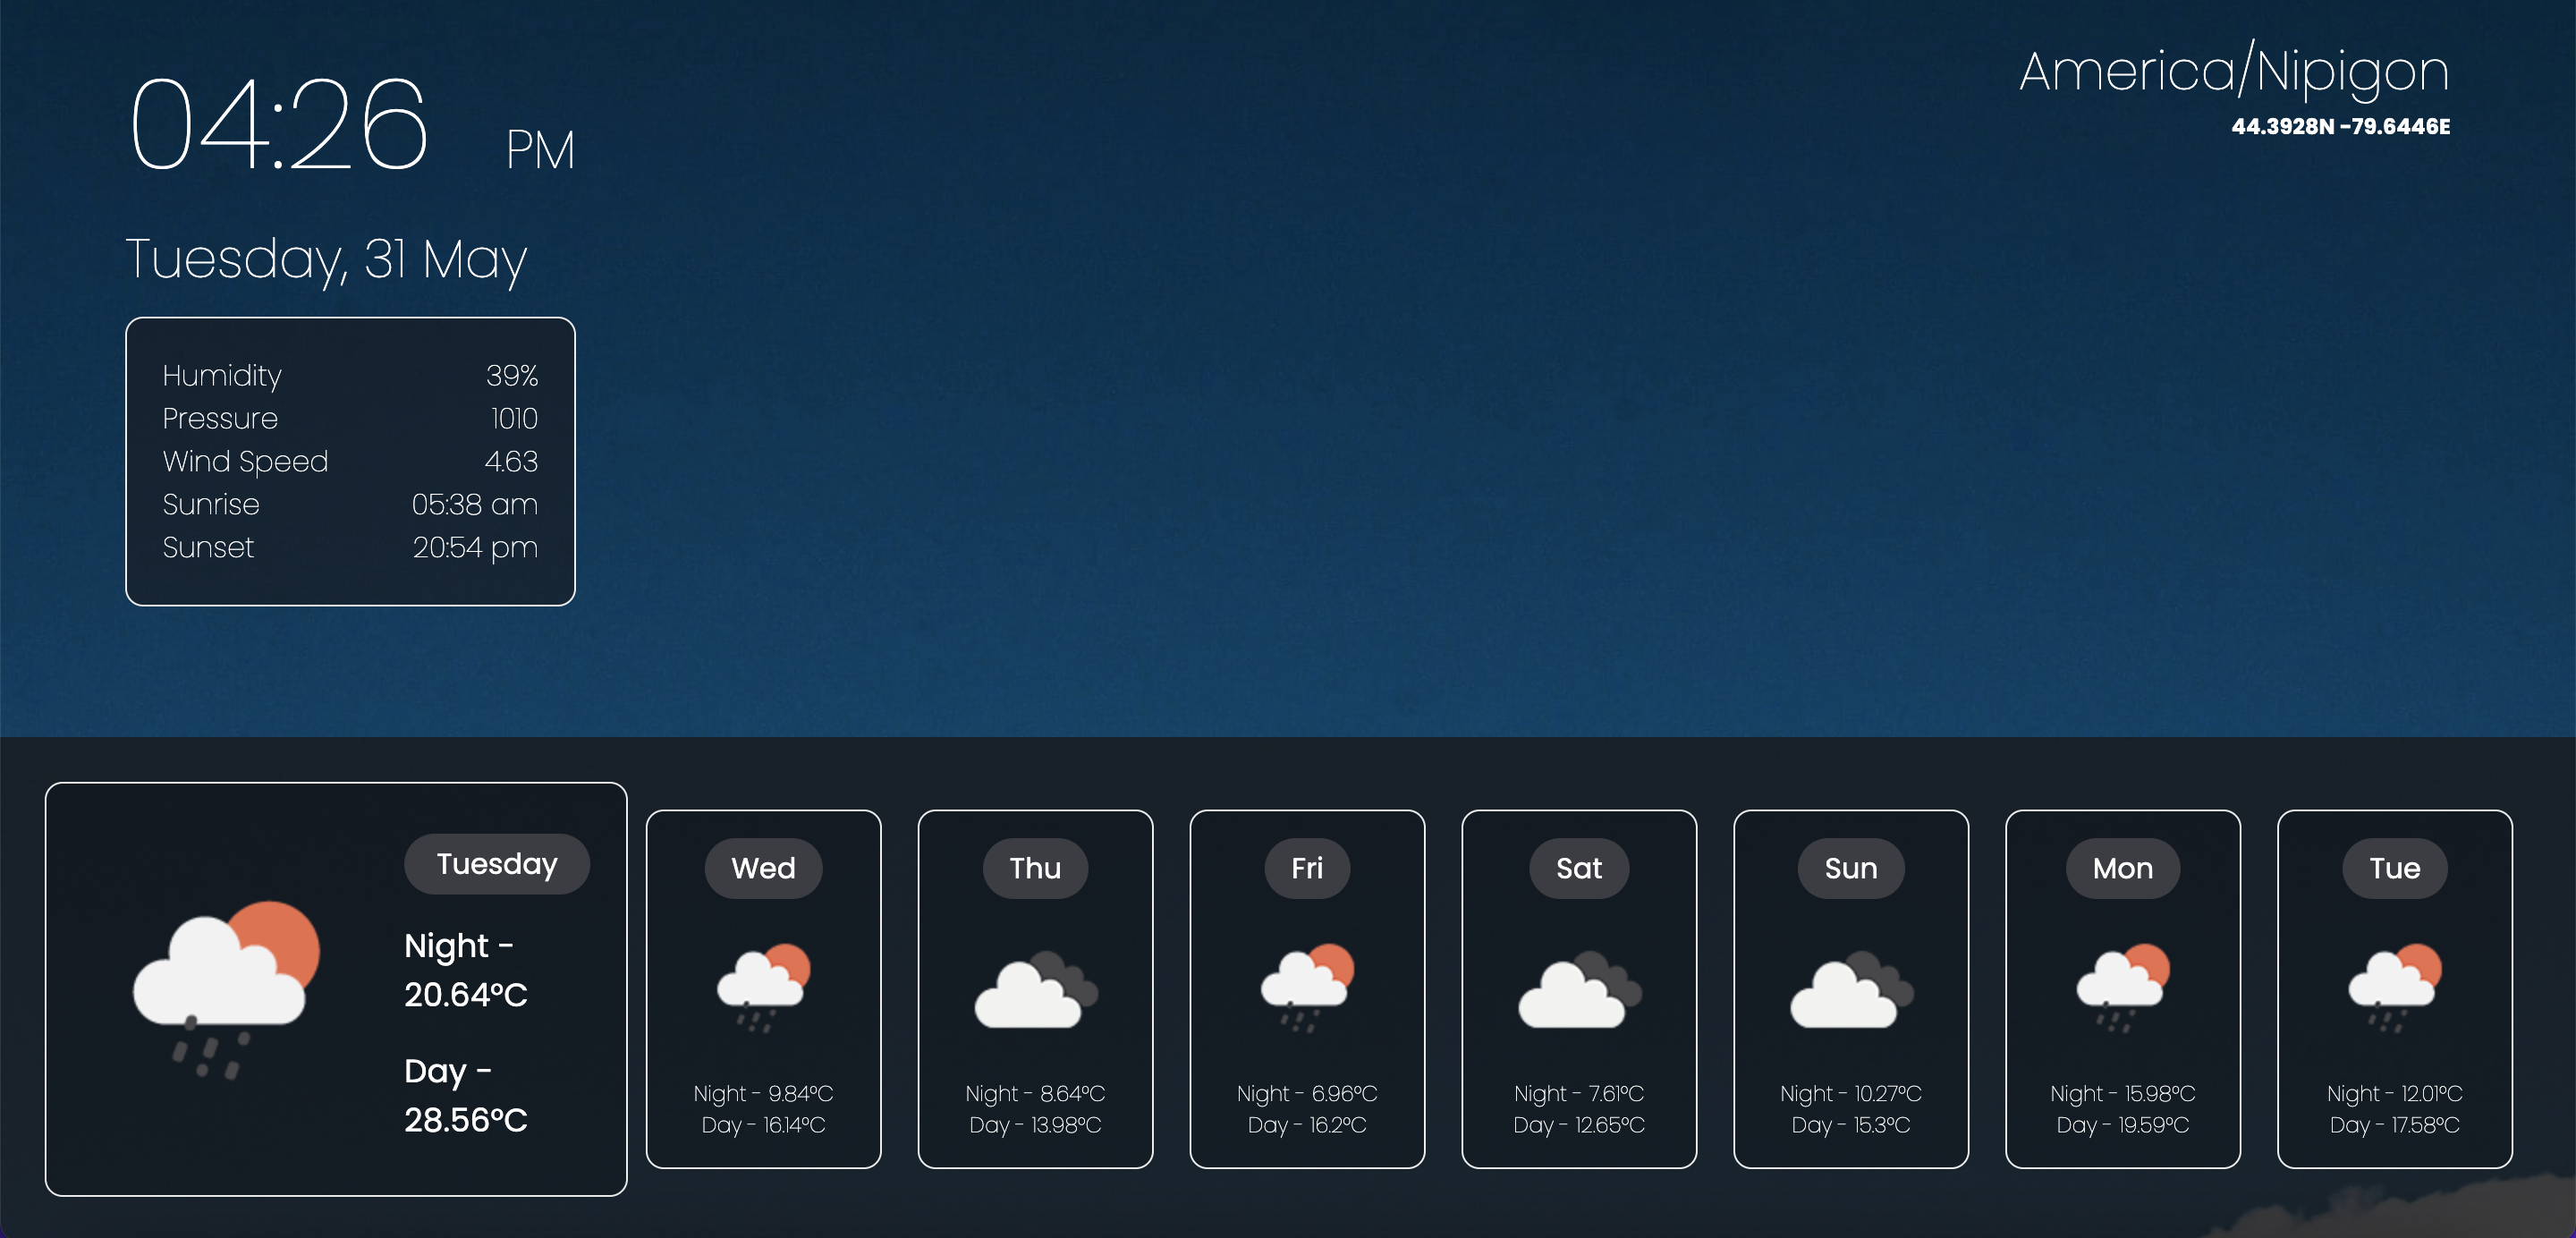 04:26 PM
America/Nipigon
44.3928N -79.6446E
Tuesday, 31 May
Humidity 39%
Pressure 1010
Wind Speed 4.63
Sunrise 05:38 am
Sunset 20:54 pm
Tuesday
Night -
20.64°C
Day -
28.56°C
Wed
Night - 9.84°C
Day - 16.14°C
Thu
Night - 8.64°C
Day - 13.98°C
Fri
Night - 6.96°C
Day - 16.2°C
Sat
Night - 7.61°C
Day - 12.65°C
Sun
Night - 10.27°C
Day - 15.3°C
Mon
Night - 15.98°C
Day - 19.59°C
Tue
Night - 12.01°C
Day - 17.58°C